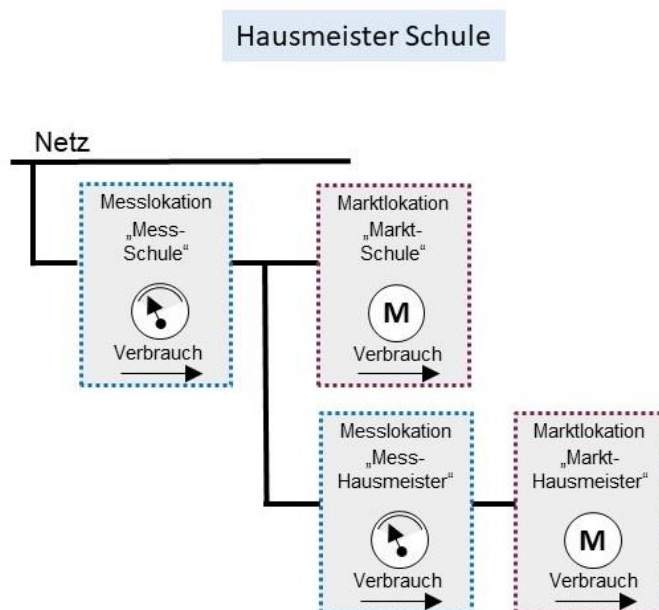 Hausmeister Schule
Netz
Messlokation
„Mess-
Schule“
Verbrauch
Marktlokation
„Markt-
Schule“
M
Verbrauch
Messlokation
„Mess-
Hausmeister“
Verbrauch
Marktlokation
„Markt-
Hausmeister“
M
Verbrauch